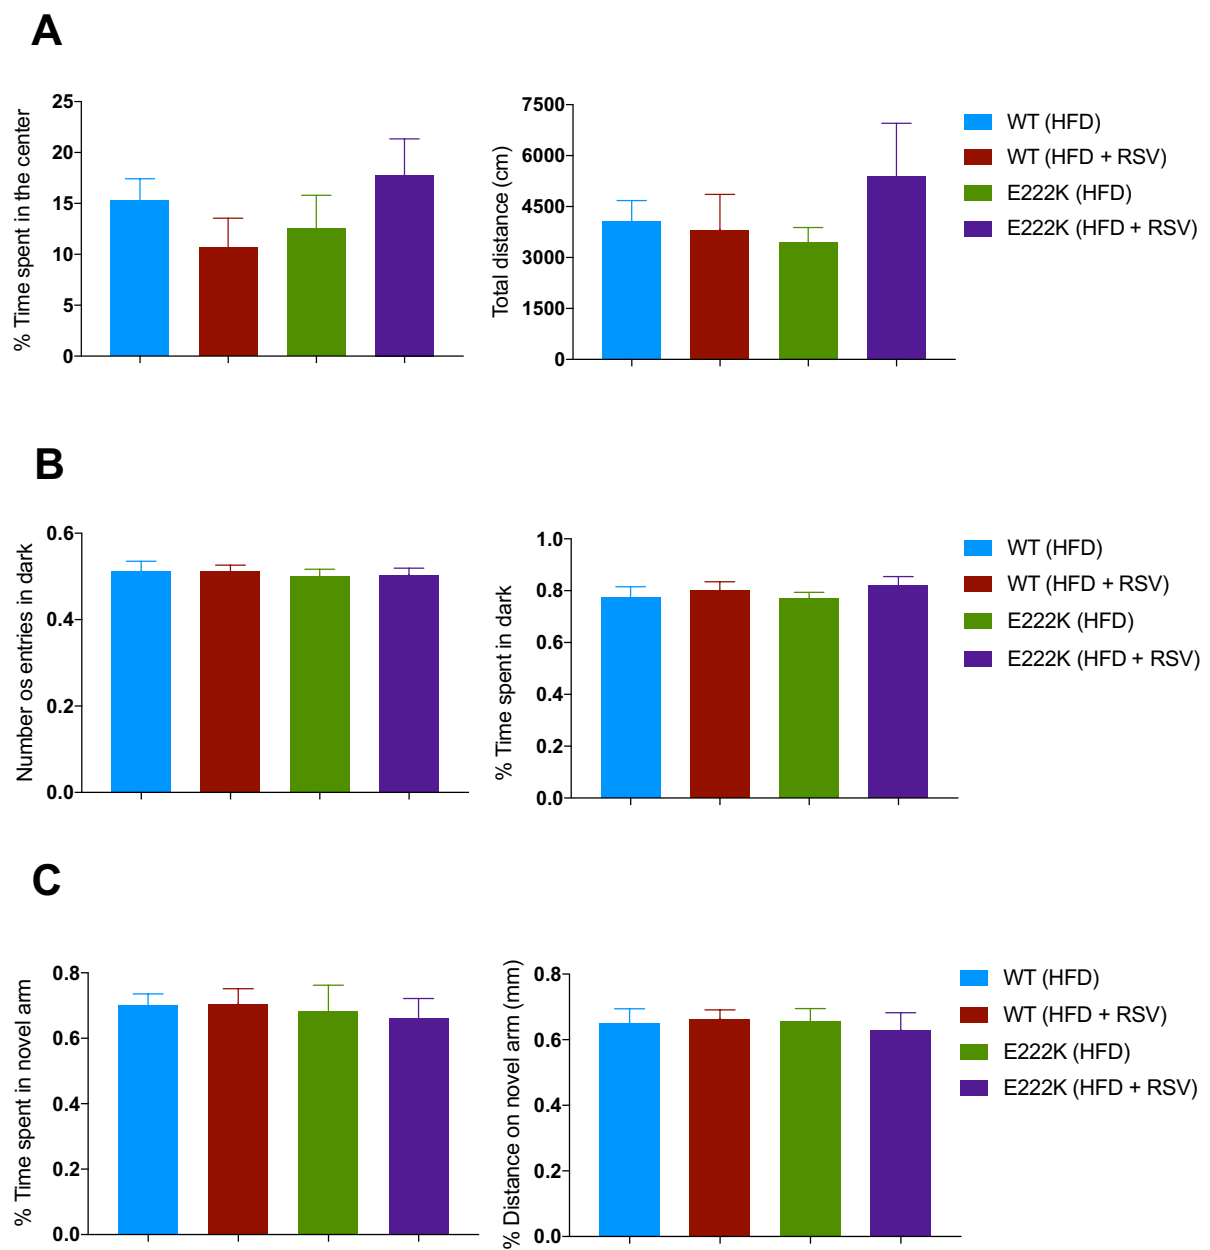 A
% Time spent in the center
25
20
15
10
5
0
Total distance (cm)
7500
6000
4500
3000
1500
0
WT (HFD)
WT (HFD + RSV)
E222K (HFD)
E222K (HFD + RSV)
B
Number os entries in dark
0.6
0.4
0.2
0.0
% Time spent in dark
1.0
0.8
0.6
0.4
0.2
0.0
WT (HFD)
WT (HFD + RSV)
E222K (HFD)
E222K (HFD + RSV)
C
% Time spent in novel arm
0.8
0.6
0.4
0.2
0.0
% Distance on novel arm (mm)
0.8
0.6
0.4
0.2
0.0
WT (HFD)
WT (HFD + RSV)
E222K (HFD)
E222K (HFD + RSV)